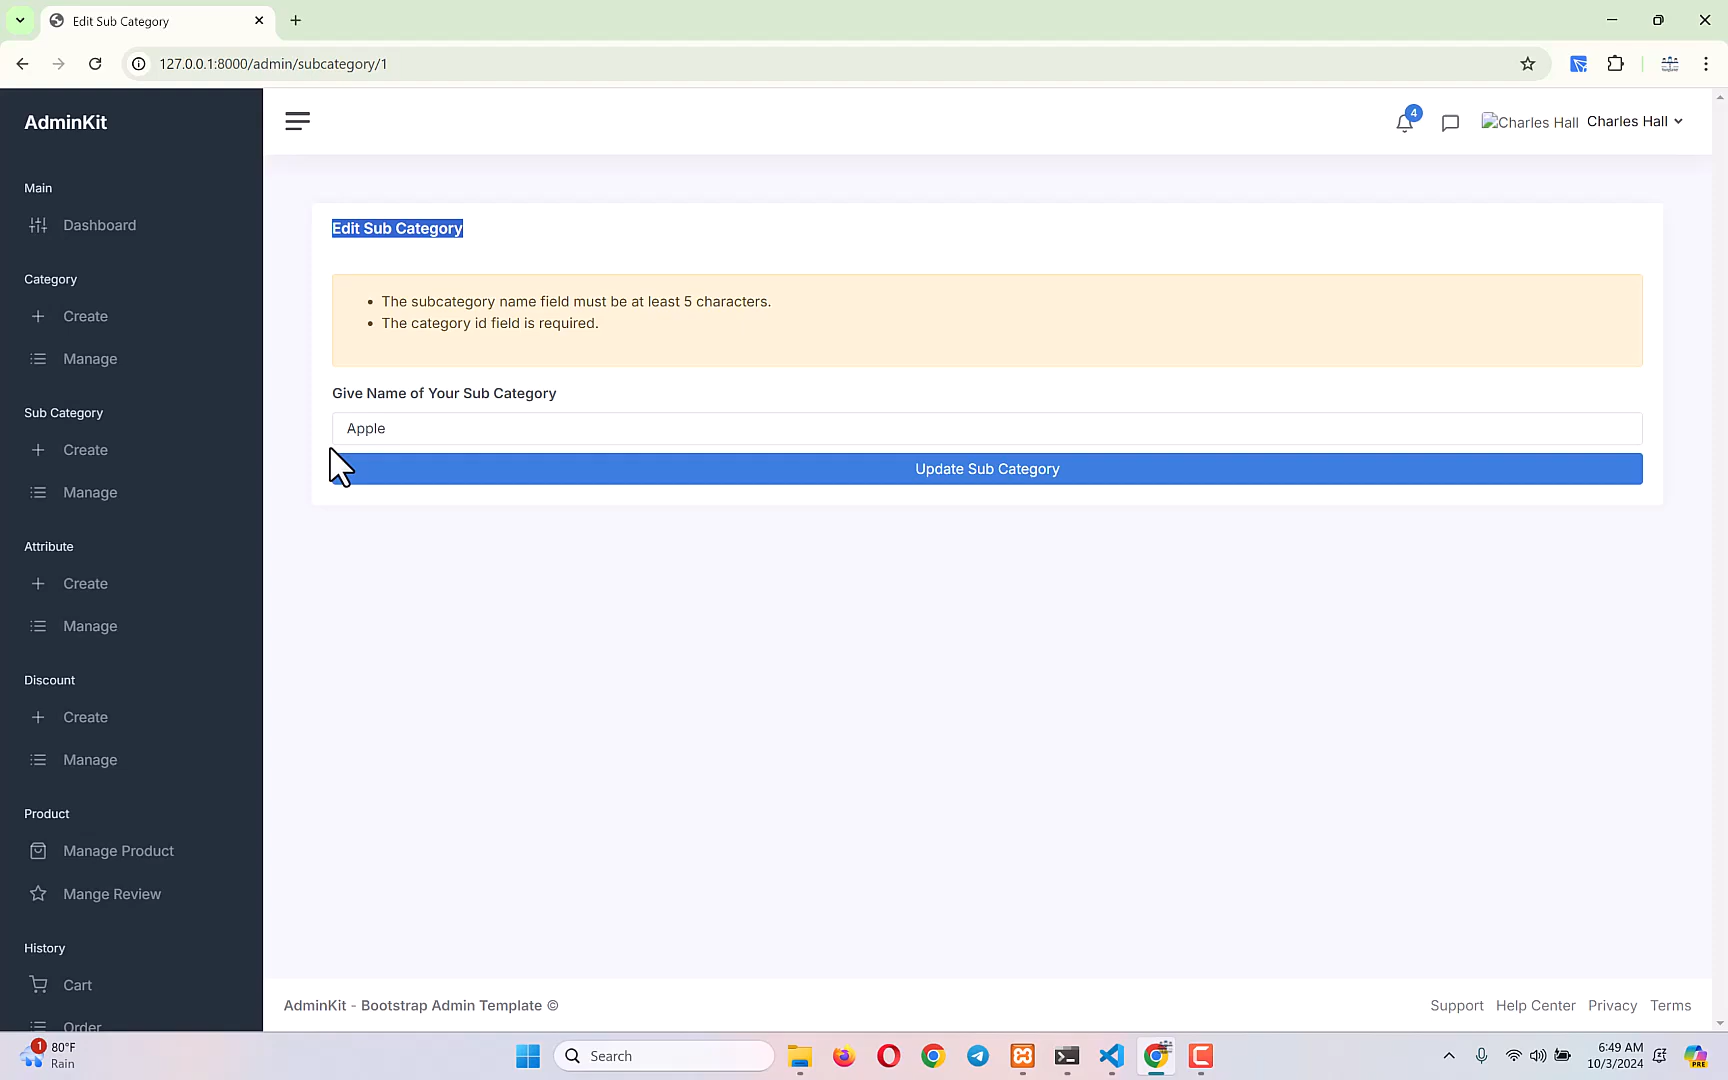 Edit Sub Category
127.0.0.1:8000/admin/subcategory/1
AdminKit
4
Charles Hall
Charles Hall
Main
Dashboard
Category
Create
Manage
Sub Category
Create
Manage
Attribute
Create
Manage
Discount
Create
Manage
Product
Manage Product
Mange Review
History
Cart
Order
Edit Sub Category
The subcategory name field must be at least 5 characters.
The category id field is required.
Give Name of Your Sub Category
Apple
Update Sub Category
AdminKit - Bootstrap Admin Template ©
Support Help Center Privacy Terms
1
80°F
Rain
Search
6:49 AM
10/3/2024
PRE